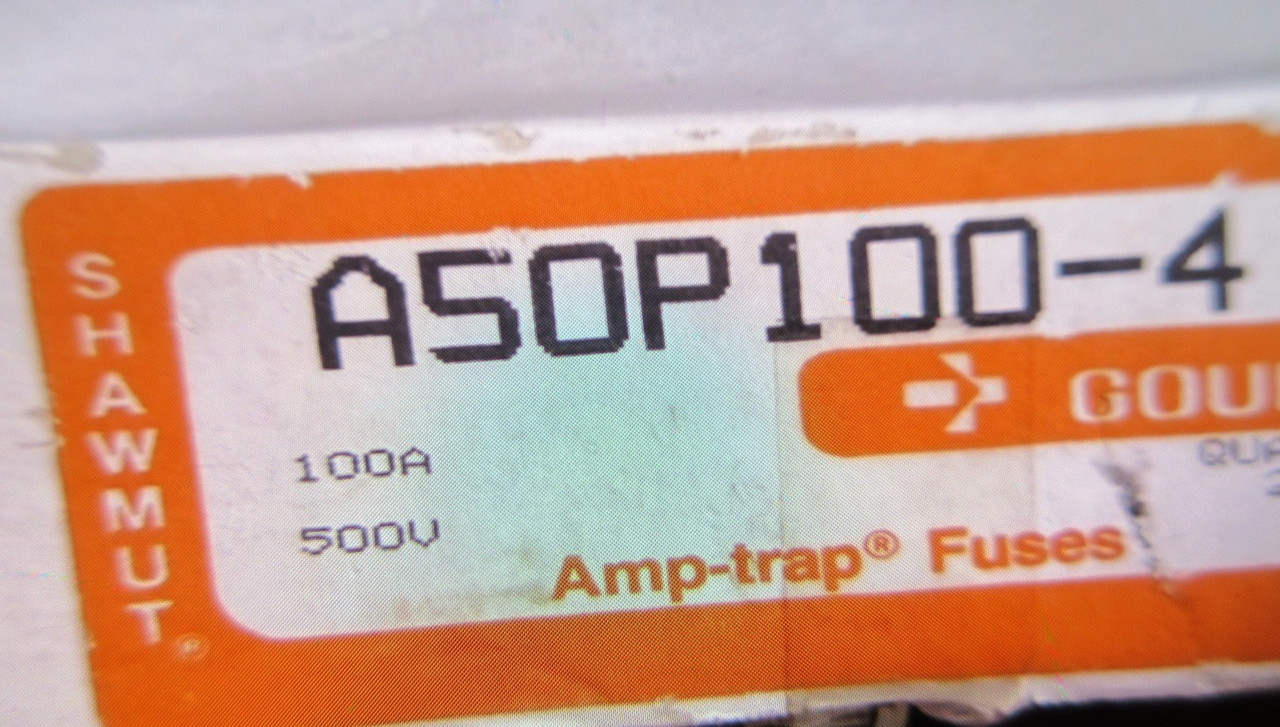 SHAWMUT®
A50P100-4
GOU
100A
QUA
500V
Amp-trap® Fuses